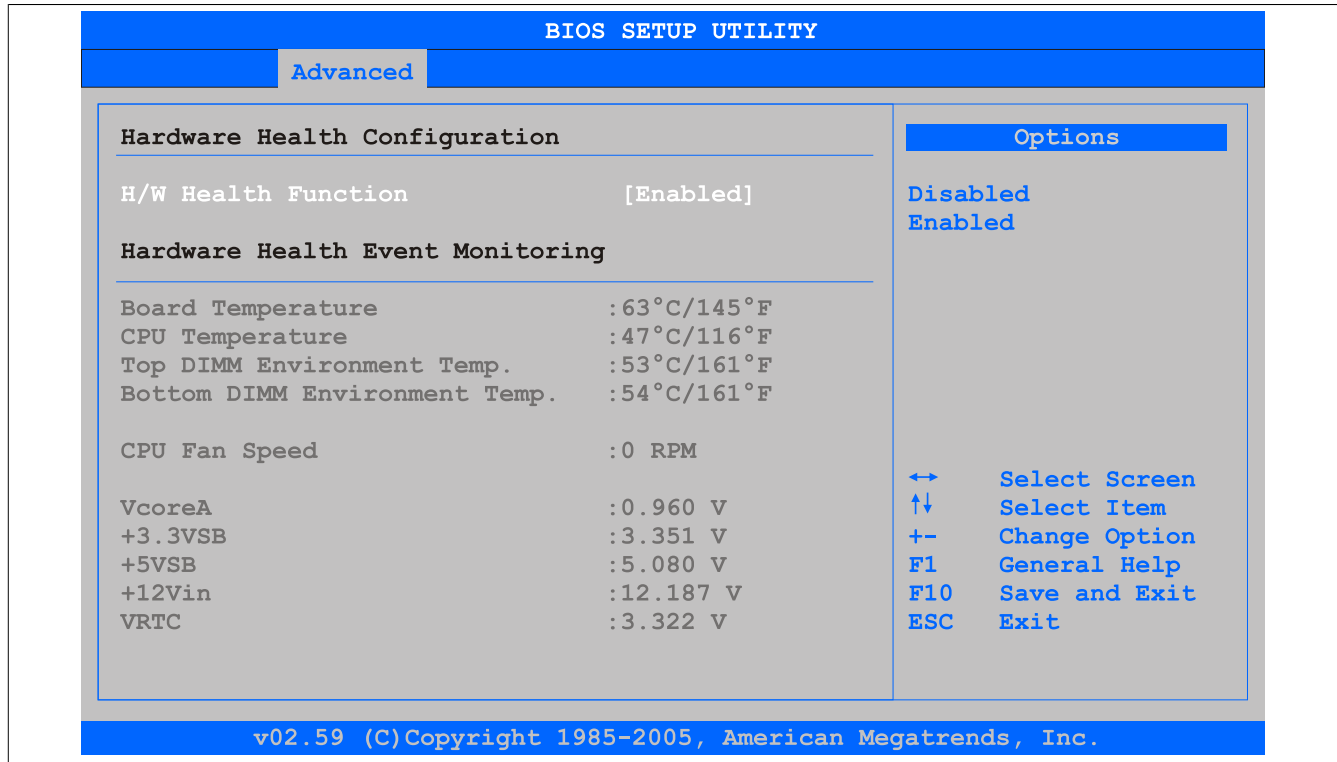 BIOS SETUP UTILITY
Advanced
Hardware Health Configuration
H/W Health Function [Enabled]
Hardware Health Event Monitoring
Board Temperature :63°C/145°F
CPU Temperature :47°C/116°F
Top DIMM Environment Temp. :53°C/161°F
Bottom DIMM Environment Temp. :54°C/161°F
CPU Fan Speed :0 RPM
VcoreA :0.960 V
+3.3VSB :3.351 V
+5VSB :5.080 V
+12Vin :12.187 V
VRTC :3.322 V
Options
Disabled
Enabled
↔ Select Screen
↑↓ Select Item
+- Change Option
F1 General Help
F10 Save and Exit
ESC Exit
v02.59 (C)Copyright 1985-2005, American Megatrends, Inc.